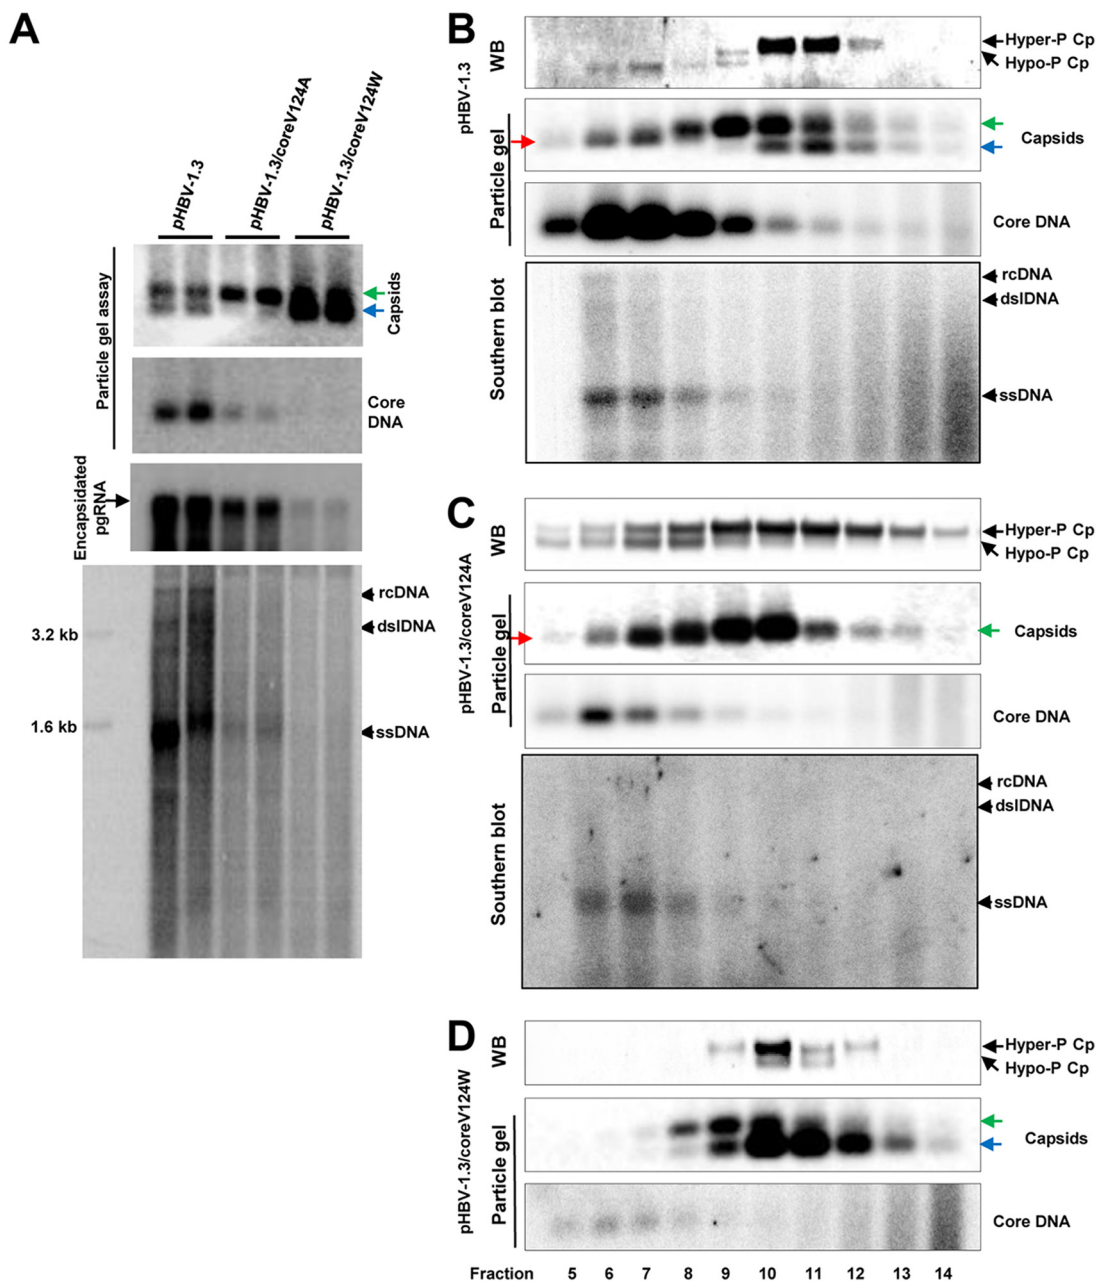 A
pHBV-1.3
pHBV-1.3/coreV124A
pHBV-1.3/coreV124W
Particle gel assay
Capsids
Core
DNA
Encapsidated
pgRNA
rcDNA
dslDNA
3.2 kb
1.6 kb
ssDNA
B
pHBV-1.3
WB
Hyper-P Cp
Hypo-P Cp
Particle gel
Capsids
Core DNA
Southern blot
rcDNA
dslDNA
ssDNA
C
pHBV-1.3/coreV124A
WB
Hyper-P Cp
Hypo-P Cp
Particle gel
Capsids
Core DNA
Southern blot
rcDNA
dslDNA
ssDNA
D
pHBV-1.3/coreV124W
WB
Hyper-P Cp
Hypo-P Cp
Particle gel
Capsids
Core DNA
Fraction 5 6 7 8 9 10 11 12 13 14